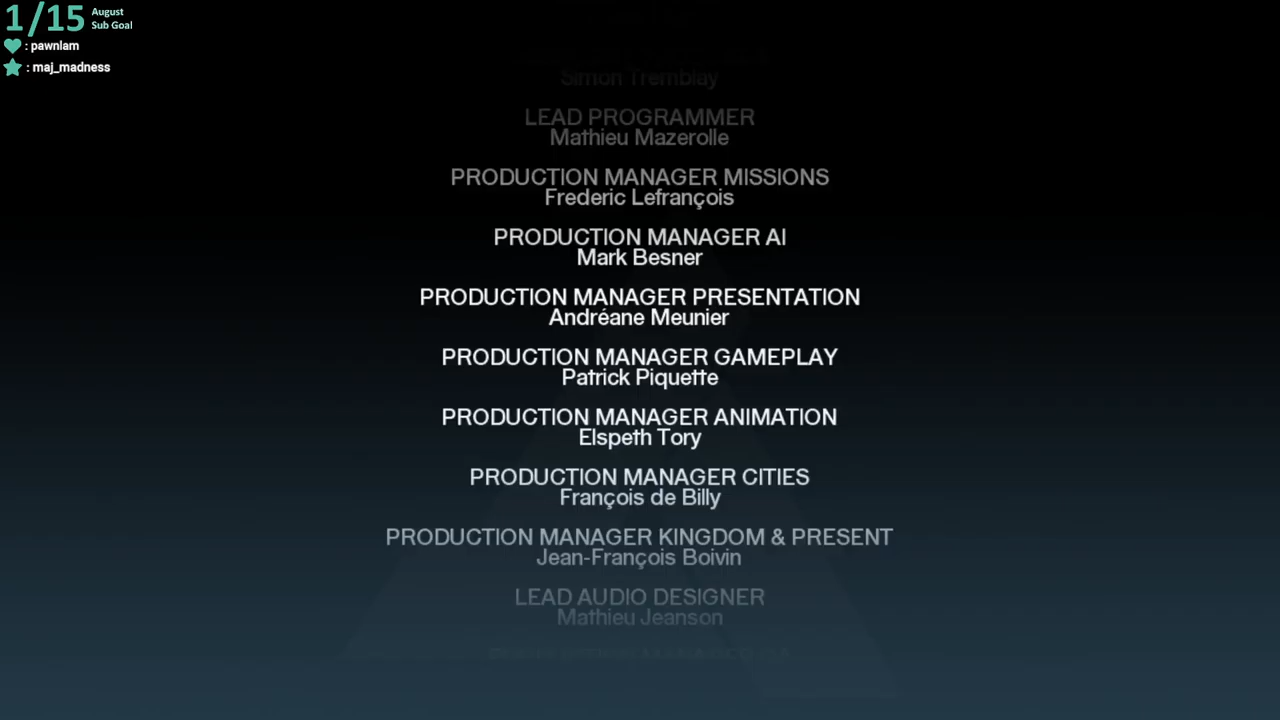 1/15 August
Sub Goal
: pawnlam
: maj_madness
Simon Tremblay
LEAD PROGRAMMER
Mathieu Mazerolle
PRODUCTION MANAGER MISSIONS
Frederic Lefrançois
PRODUCTION MANAGER AI
Mark Besner
PRODUCTION MANAGER PRESENTATION
Andréane Meunier
PRODUCTION MANAGER GAMEPLAY
Patrick Piquette
PRODUCTION MANAGER ANIMATION
Elspeth Tory
PRODUCTION MANAGER CITIES
François de Billy
PRODUCTION MANAGER KINGDOM & PRESENT
Jean-François Boivin
LEAD AUDIO DESIGNER
Mathieu Jeanson